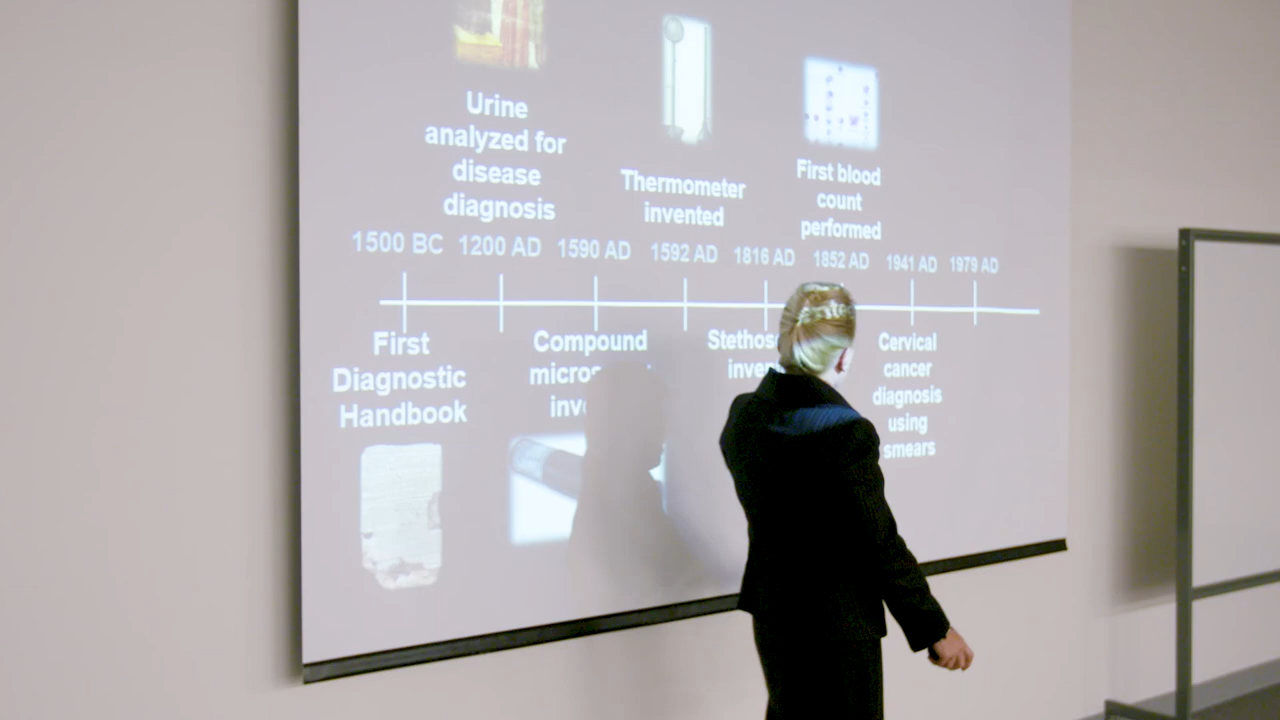 Urine
analyzed for
disease
diagnosis
Thermometer
invented
First blood
count
performed
1500 BC 1200 AD 1590 AD 1592 AD 1816 AD 1852 AD 1941 AD 1979 AD
First
Diagnostic
Handbook
Compound
Cervical
cancer
diagnosis
using
smears